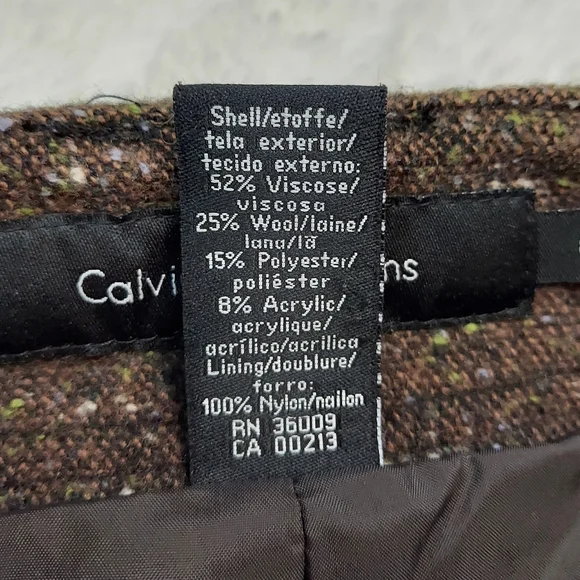 Shell/etoffe/
tela exterior/
tecido externo:
52% Viscose/
viscosa
25% Wool/laine/
lana/lã
15% Polyester/
poliéster
8% Acrylic/
acrylique/
acrílico/acrilica
Lining/doublure/
forro:
100% Nylon/nailon
RN 36009
CA 00213
Calvi
ns